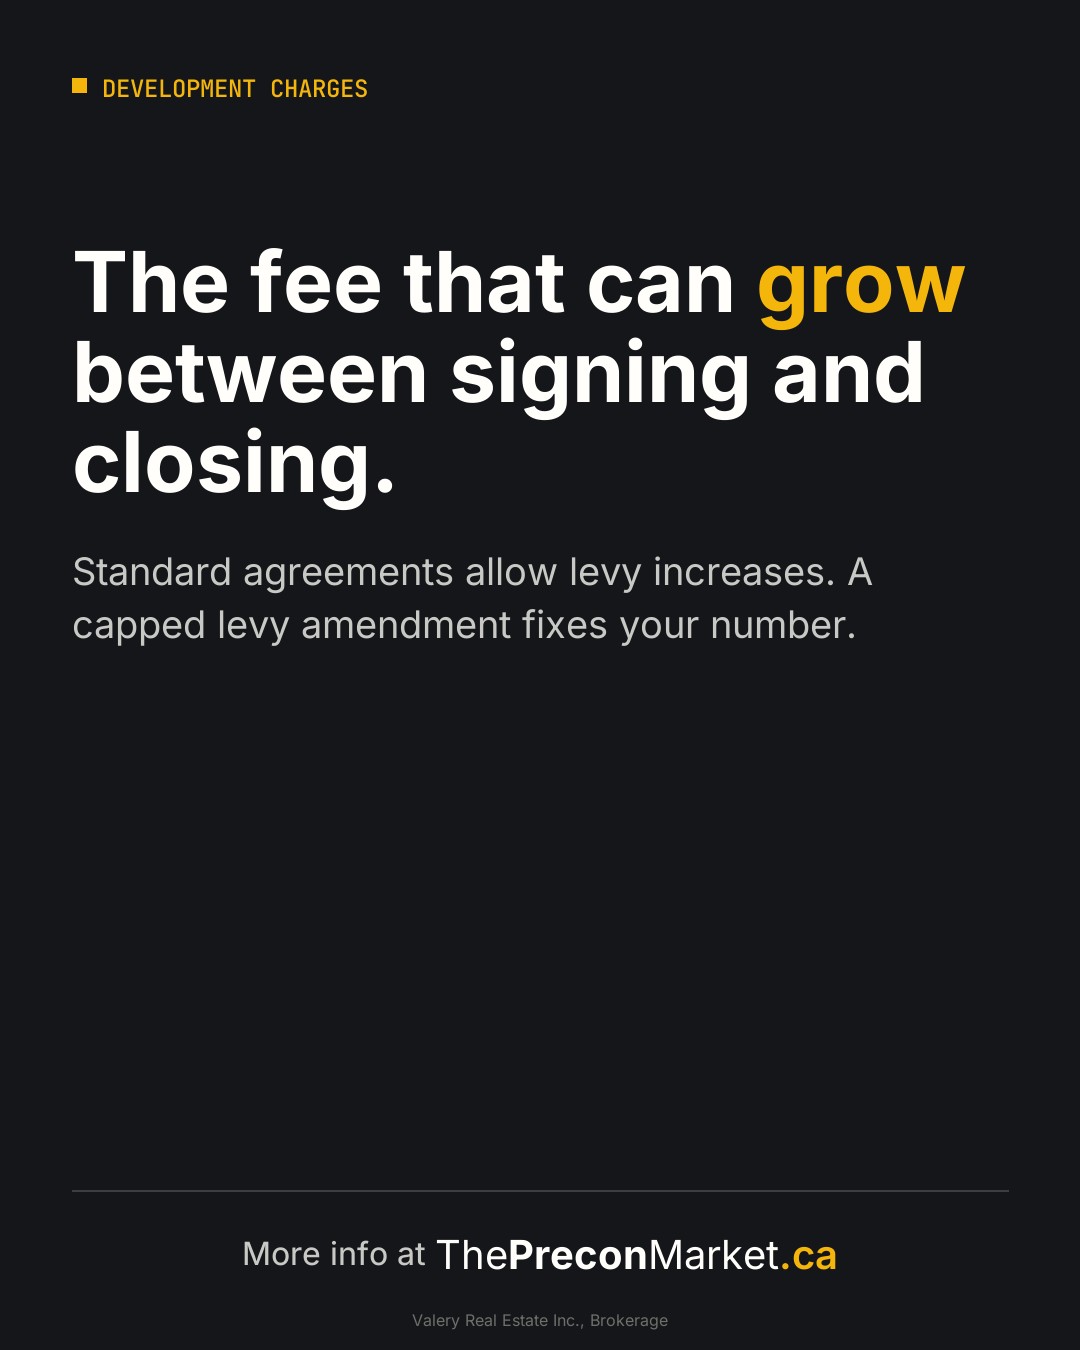 DEVELOPMENT CHARGES
The fee that can grow
between signing and
closing.
Standard agreements allow levy increases. A
capped levy amendment fixes your number.
More info at ThePreconMarket.ca
Valery Real Estate Inc., Brokerage